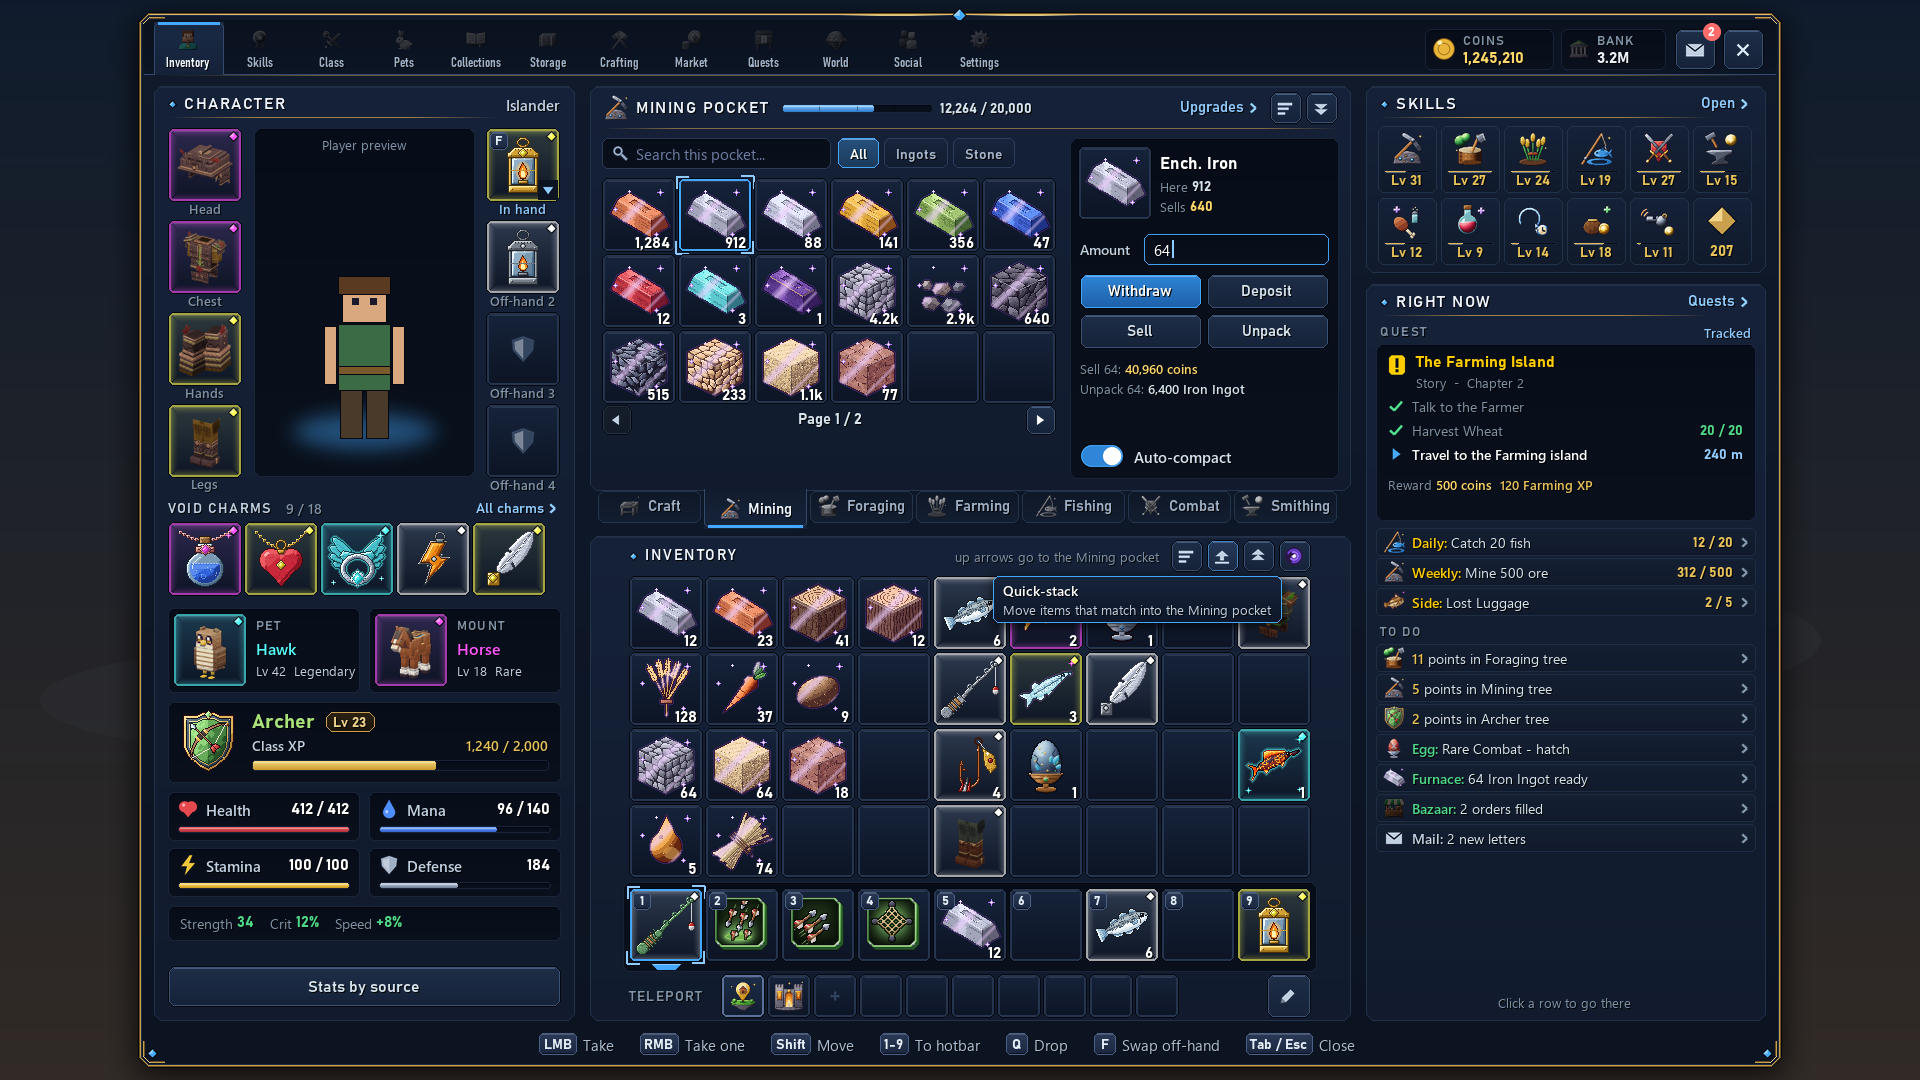 Inventory
Skills
Class
Pets
Collections
Storage
Crafting
Market
Quests
World
Social
Settings
COINS
1,245,210
BANK
3.2M
2
CHARACTER
Islander
Player preview
Head
Chest
Hands
Legs
F
In hand
Off-hand 2
Off-hand 3
Off-hand 4
VOID CHARMS 9 / 18
All charms
PET
Hawk
Lv 42 Legendary
MOUNT
Horse
Lv 18 Rare
Archer Lv 23
Class XP 1,240 / 2,000
Health 412 / 412
Mana 96 / 140
Stamina 100 / 100
Defense 184
Strength 34 Crit 12% Speed +8%
Stats by source
MINING POCKET 12,264 / 20,000
Upgrades
Search this pocket...
All
Ingots
Stone
1,284 912 88 141 356 47
12 3 1 4.2k 2.9k 640
515 233 1.1k 77
Page 1 / 2
Ench. Iron
Here 912
Sells 640
Amount 64
Withdraw
Deposit
Sell
Unpack
Sell 64: 40,960 coins
Unpack 64: 6,400 Iron Ingot
Auto-compact
Craft
Mining
Foraging
Farming
Fishing
Combat
Smithing
INVENTORY
up arrows go to the Mining pocket
Quick-stack
Move items that match into the Mining pocket
12 23 41 12 6 2 1
128 37 9 3
64 64 18 4 1 1
5 74
1 2 3 4 5 6 7 8 9
12 6
TELEPORT
+
LMB Take
RMB Take one
Shift Move
1-9 To hotbar
Q Drop
F Swap off-hand
Tab / Esc Close
SKILLS
Open
Lv 31 Lv 27 Lv 24 Lv 19 Lv 27 Lv 15
Lv 12 Lv 9 Lv 14 Lv 18 Lv 11 207
RIGHT NOW
Quests
QUEST
Tracked
The Farming Island
Story - Chapter 2
Talk to the Farmer
Harvest Wheat 20 / 20
Travel to the Farming island 240 m
Reward 500 coins 120 Farming XP
Daily: Catch 20 fish 12 / 20
Weekly: Mine 500 ore 312 / 500
Side: Lost Luggage 2 / 5
TO DO
11 points in Foraging tree
5 points in Mining tree
2 points in Archer tree
Egg: Rare Combat - hatch
Furnace: 64 Iron Ingot ready
Bazaar: 2 orders filled
Mail: 2 new letters
Click a row to go there